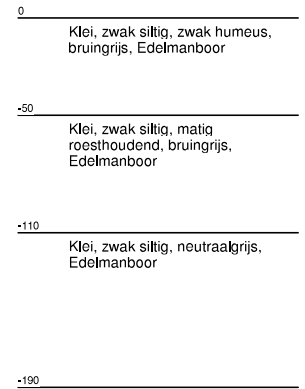 0
Klei, zwak siltig, zwak humeus,
bruingrijs, Edelmanboor
-50
Klei, zwak siltig, matig
roesthoudend, bruingrijs,
Edelmanboor
-110
Klei, zwak siltig, neutraalgrijs,
Edelmanboor
-190